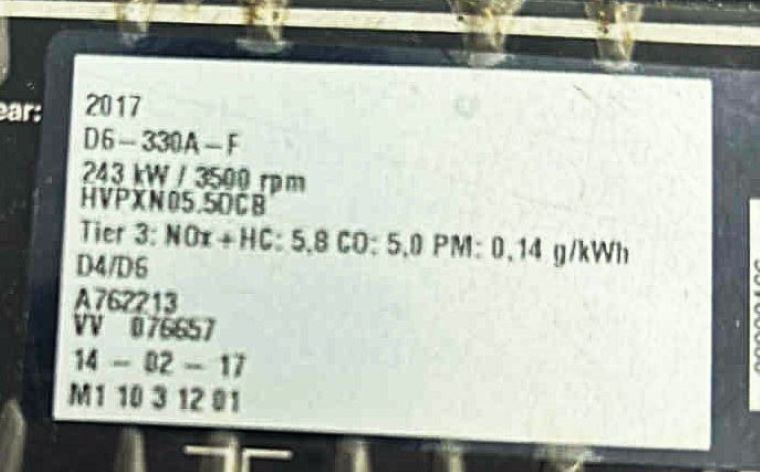 ear:
2017
D6-330A-F
243 kW / 3500 rpm
HVPXN05.5DCB
Tier 3: NOx+HC: 5,8 CO: 5,0 PM: 0,14 g/kWh
D4/D6
A762213
VV 076657
14 - 02 - 17
M1 10 3 12 01